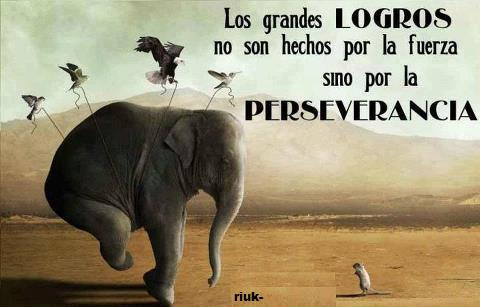 Los grandes LOGROS
no son hechos por la fuerza
sino por la
PERSEVERANCIA
riuk-